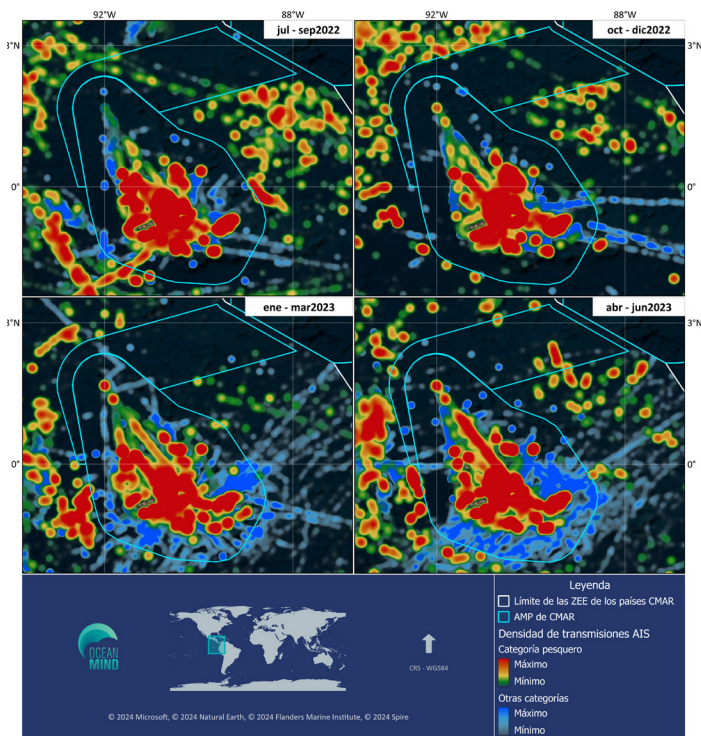 92°W 88°W 92°W 88°W
jul - sep2022
oct - dic2022
3°N 3°N
0° 0°
ene - mar2023
abr - jun2023
3°N 3°N
0° 0°
OCEAN
MIND
CRS - WGS84
© 2024 Microsoft, © 2024 Natural Earth, © 2024 Flanders Marine Institute, © 2024 Spire
Leyenda
Límite de las ZEE de los países CMAR
AMP de CMAR
Densidad de transmisiones AIS
Categoría pesquero
Máximo
Mínimo
Otras categorías
Máximo
Mínimo